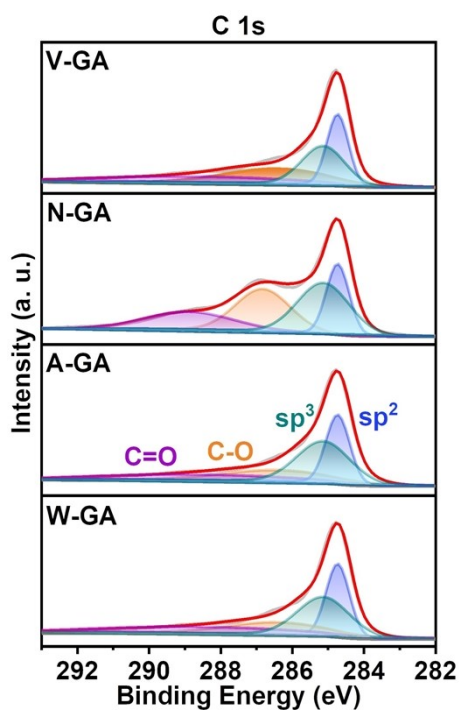 C 1s
V-GA
N-GA
A-GA
C=O C-O sp³ sp²
W-GA
Intensity (a. u.)
292 290 288 286 284 282
Binding Energy (eV)